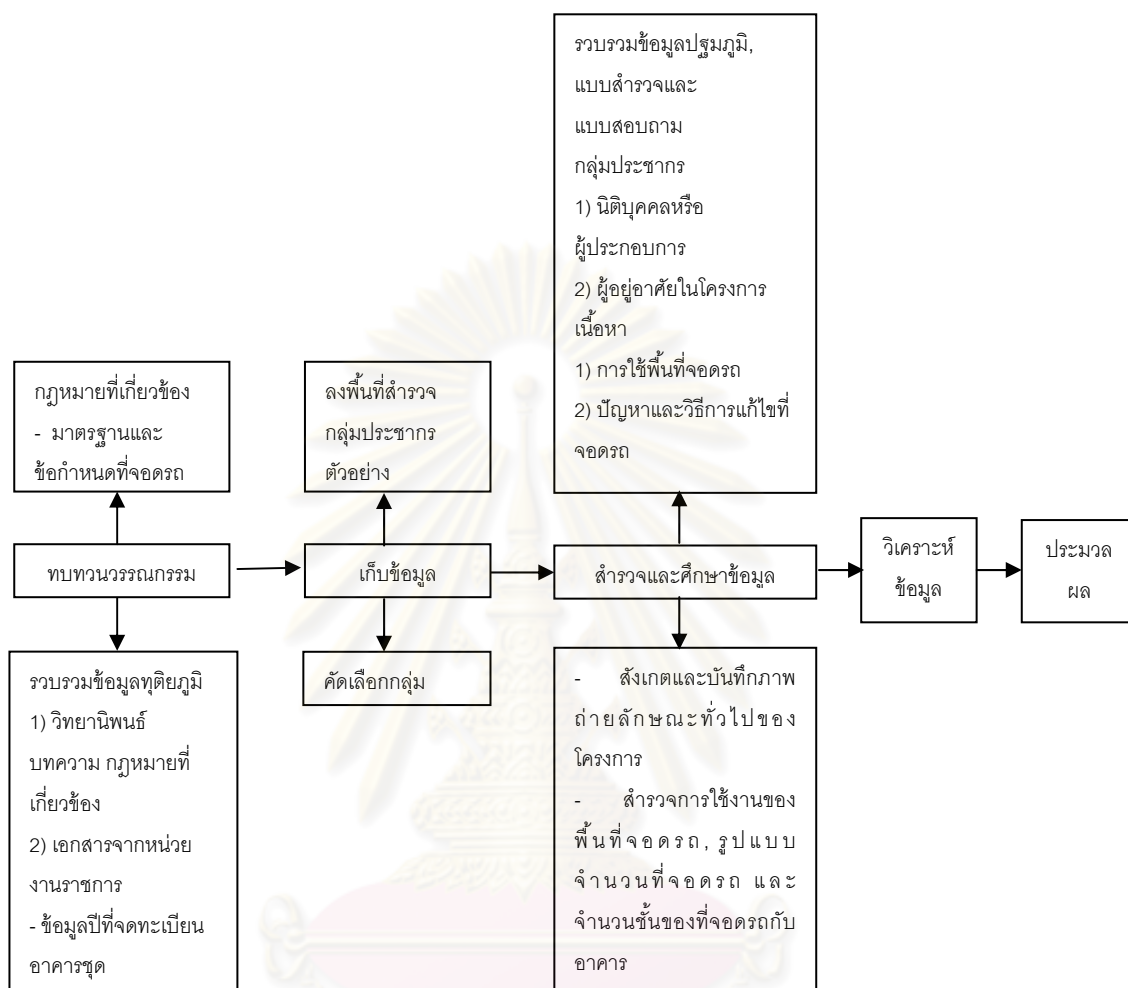 รวบรวมข้อมูลปฐมภูมิ,
แบบสำรวจและ
แบบสอบถาม
กลุ่มประชากร
1) นิติบุคคลหรือ
ผู้ประกอบการ
2) ผู้อยู่อาศัยในโครงการ
เนื้อหา
1) การใช้พื้นที่จอดรถ
2) ปัญหาและวิธีการแก้ไขที่
จอดรถ
กฎหมายที่เกี่ยวข้อง
- มาตรฐานและ
ข้อกำหนดที่จอดรถ
ลงพื้นที่สำรวจ
กลุ่มประชากร
ตัวอย่าง
ทบทวนวรรณกรรม
เก็บข้อมูล
สำรวจและศึกษาข้อมูล
วิเคราะห์
ข้อมูล
ประมวล
ผล
รวบรวมข้อมูลทุติยภูมิ
1) วิทยานิพนธ์
บทความ กฎหมายที่
เกี่ยวข้อง
2) เอกสารจากหน่วย
งานราชการ
- ข้อมูลปีที่จดทะเบียน
อาคารชุด
คัดเลือกกลุ่ม
- สังเกตและบันทึกภาพ
ถ่ายลักษณะทั่วไปของ
โครงการ
- สำรวจการใช้งานของ
พื้นที่จอดรถ, รูปแบบ
จำนวนที่จอดรถ และ
จำนวนชั้นของที่จอดรถกับ
อาคาร